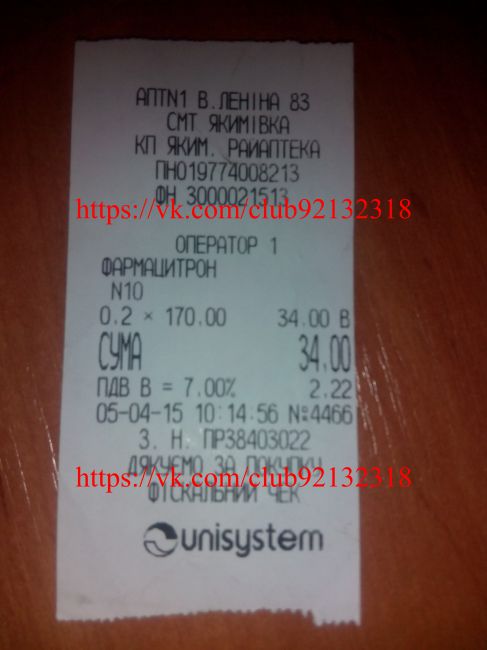 АПТN1 В.ЛЕНІНА 83
СМТ ЯКИМІВКА
КП ЯКИМ. РАЙАПТЕКА
ПН019774008213
ФН 3000021513
https://vk.com/club92132318
ОПЕРАТОР 1
ФАРМАЦИТРОН
N10
0.2 × 170.00 34.00 В
СУМА 34.00
ПДВ В = 7.00% 2.22
05-04-15 10:14:56 №4466
З. Н. ПР38403022
ДЯКУЄМО ЗА ПОКУПКУ
https://vk.com/club92132318
ФІСКАЛЬНИЙ ЧЕК
unisystem